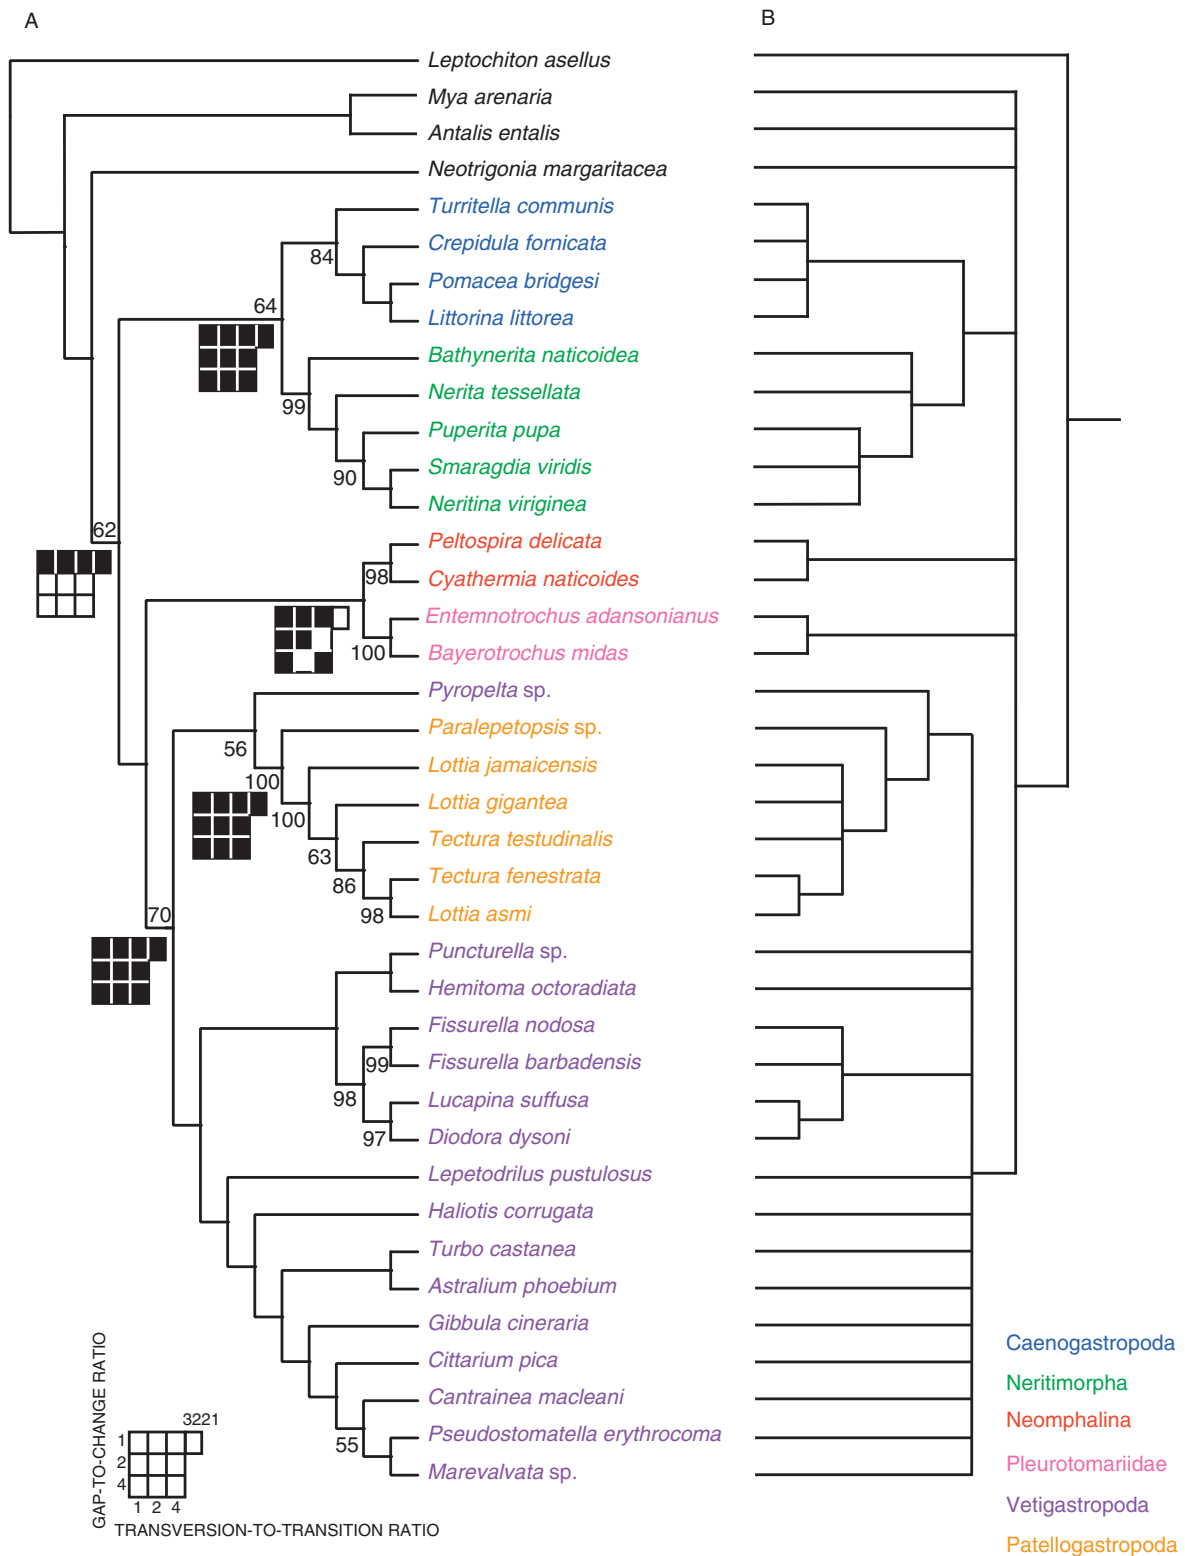 A
B
Leptochiton asellus
Mya arenaria
Antalis entalis
Neotrigonia margaritacea
Turritella communis
Crepidula fornicata
84
Pomacea bridgesi
64
Littorina littorea
Bathynerita naticoidea
Nerita tessellata
99
Puperita pupa
Smaragdia viridis
90
Neritina viriginea
62
Peltospira delicata
98
Cyathermia naticoides
Entemnotrochus adansonianus
100
Bayerotrochus midas
Pyropelta sp.
Paralepetopsis sp.
56
Lottia jamaicensis
100
Lottia gigantea
100
Tectura testudinalis
63
Tectura fenestrata
86
Lottia asmi
98
70
Puncturella sp.
Hemitoma octoradiata
Fissurella nodosa
99
Fissurella barbadensis
98
Lucapina suffusa
Diodora dysoni
97
Lepetodrilus pustulosus
Haliotis corrugata
Turbo castanea
Astralium phoebium
Gibbula cineraria
Cittarium pica
Cantrainea macleani
Pseudostomatella erythrocoma
55
Marevalvata sp.
Caenogastropoda
Neritimorpha
Neomphalina
Pleurotomariidae
Vetigastropoda
Patellogastropoda
GAP-TO-CHANGE RATIO
3221
1
2
4
1 2 4
TRANSVERSION-TO-TRANSITION RATIO